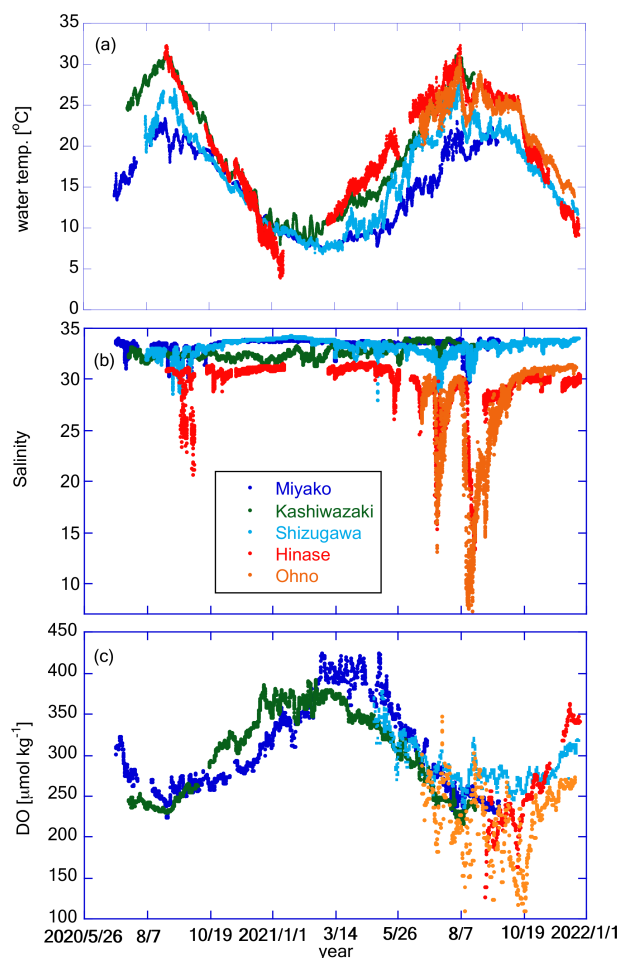 (a)
water temp. [°C]
35
30
25
20
15
10
5
0
(b)
Salinity
35
30
25
20
15
10
Miyako
Kashiwazaki
Shizugawa
Hinase
Ohno
(c)
DO [μmol kg⁻¹]
450
400
350
300
250
200
150
100
2020/5/26 8/7 10/19 2021/1/1 3/14 5/26 8/7 10/19 2022/1/1
year